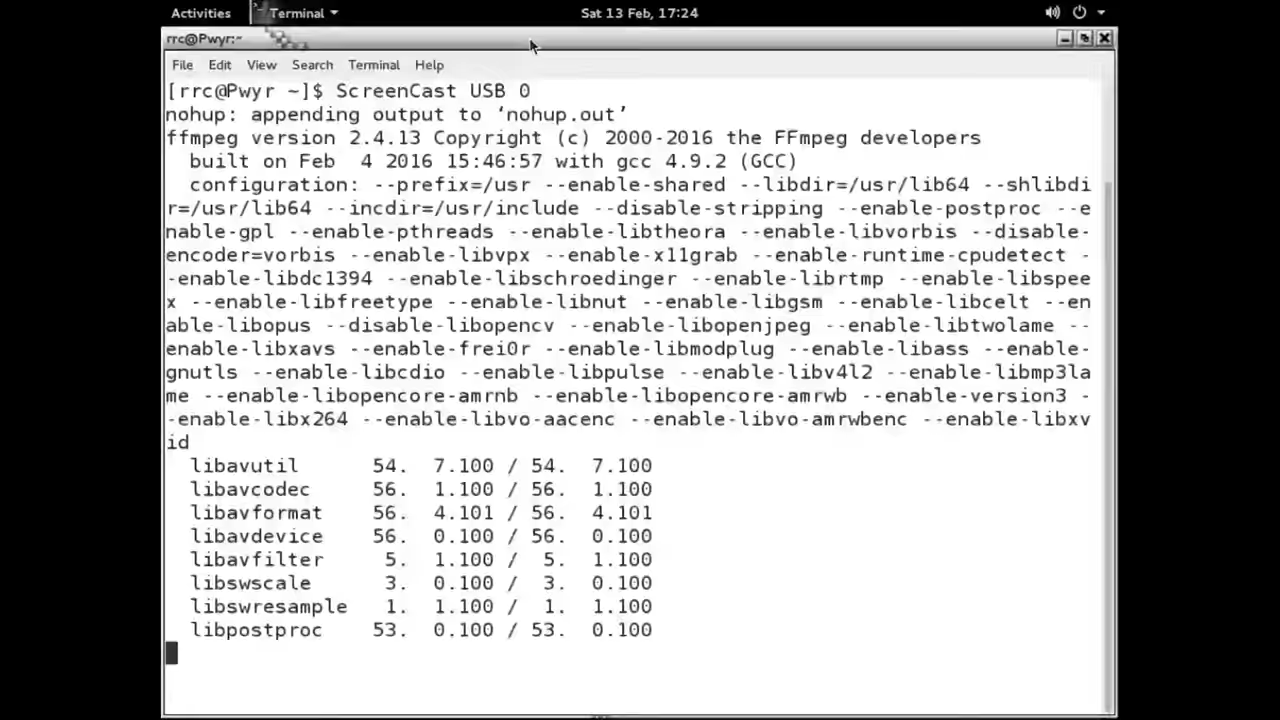 Activities Terminal Sat 13 Feb, 17:24
rrc@Pwyr:~
File Edit View Search Terminal Help
[rrc@Pwyr ~]$ ScreenCast USB 0
nohup: appending output to ‘nohup.out’
ffmpeg version 2.4.13 Copyright (c) 2000-2016 the FFmpeg developers
  built on Feb  4 2016 15:46:57 with gcc 4.9.2 (GCC)
  configuration: --prefix=/usr --enable-shared --libdir=/usr/lib64 --shlibdi
r=/usr/lib64 --incdir=/usr/include --disable-stripping --enable-postproc --e
nable-gpl --enable-pthreads --enable-libtheora --enable-libvorbis --disable-
encoder=vorbis --enable-libvpx --enable-x11grab --enable-runtime-cpudetect -
-enable-libdc1394 --enable-libschroedinger --enable-librtmp --enable-libspee
x --enable-libfreetype --enable-libnut --enable-libgsm --enable-libcelt --en
able-libopus --disable-libopencv --enable-libopenjpeg --enable-libtwolame --
enable-libxavs --enable-frei0r --enable-libmodplug --enable-libass --enable-
gnutls --enable-libcdio --enable-libpulse --enable-libv4l2 --enable-libmp3la
me --enable-libopencore-amrnb --enable-libopencore-amrwb --enable-version3 -
-enable-libx264 --enable-libvo-aacenc --enable-libvo-amrwbenc --enable-libxv
id
  libavutil      54.  7.100 / 54.  7.100
  libavcodec     56.  1.100 / 56.  1.100
  libavformat    56.  4.101 / 56.  4.101
  libavdevice    56.  0.100 / 56.  0.100
  libavfilter     5.  1.100 /  5.  1.100
  libswscale      3.  0.100 /  3.  0.100
  libswresample   1.  1.100 /  1.  1.100
  libpostproc    53.  0.100 / 53.  0.100